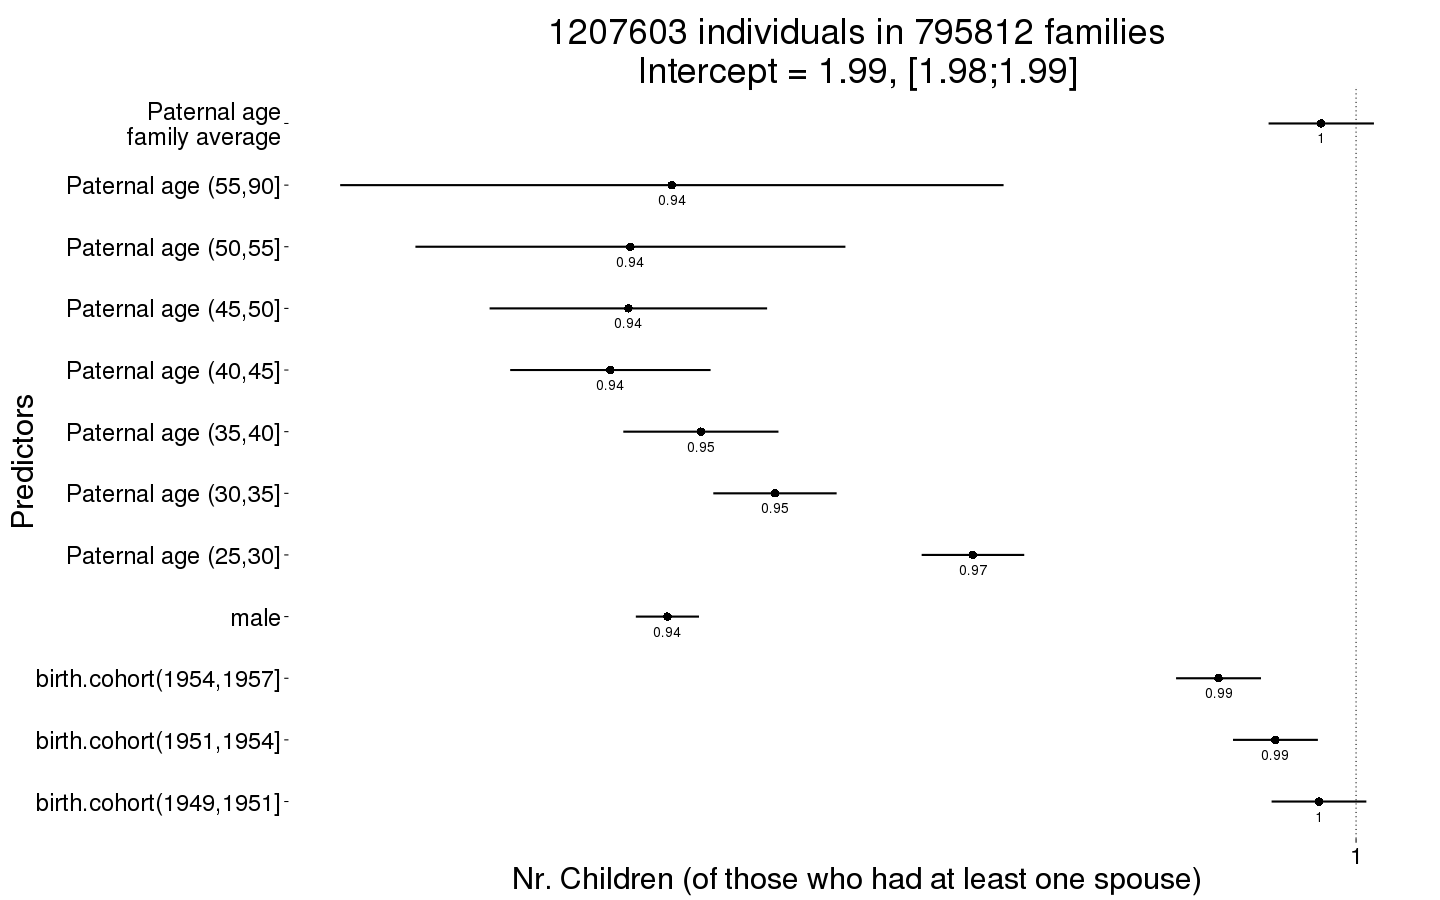 1207603 individuals in 795812 families
Intercept = 1.99, [1.98;1.99]
Paternal age
family average
1
Paternal age (55,90]
0.94
Paternal age (50,55]
0.94
Paternal age (45,50]
0.94
Paternal age (40,45]
0.94
Paternal age (35,40]
0.95
Paternal age (30,35]
0.95
Paternal age (25,30]
0.97
male
0.94
birth.cohort(1954,1957]
0.99
birth.cohort(1951,1954]
0.99
birth.cohort(1949,1951]
1
Predictors
1
Nr. Children (of those who had at least one spouse)